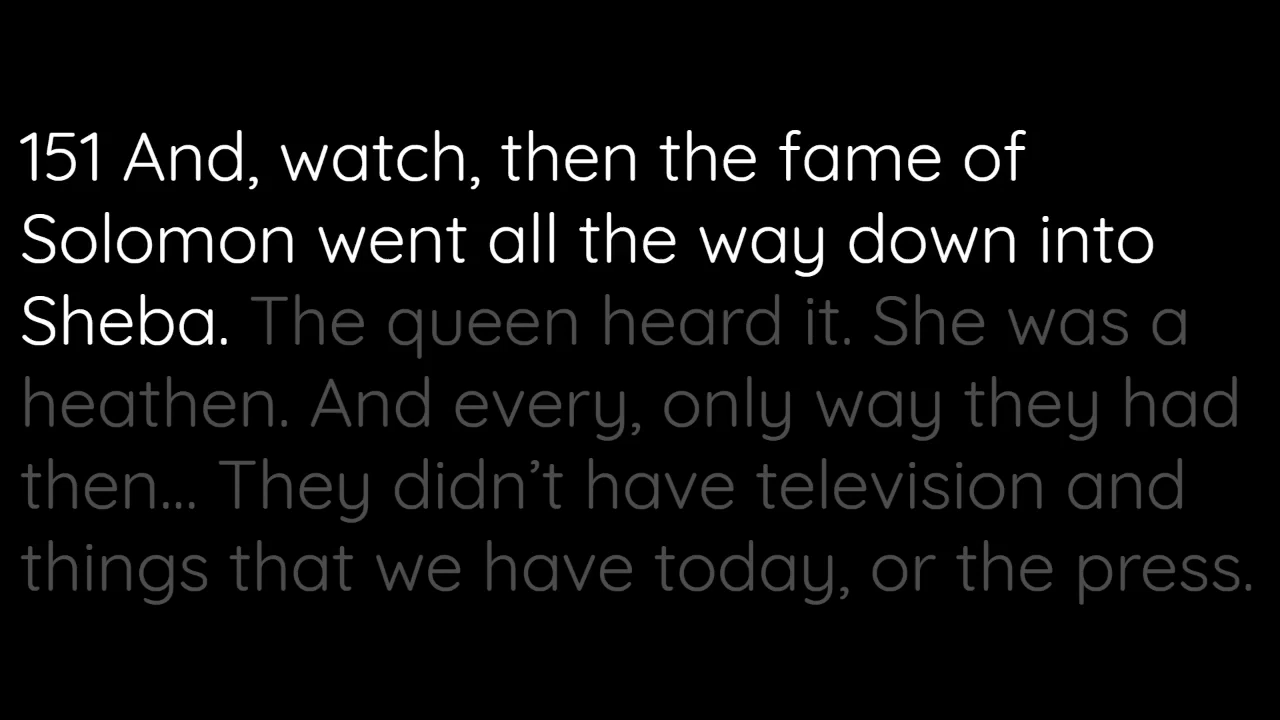 151 And, watch, then the fame of
Solomon went all the way down into
Sheba. The queen heard it. She was a
heathen. And every, only way they had
then... They didn’t have television and
things that we have today, or the press.